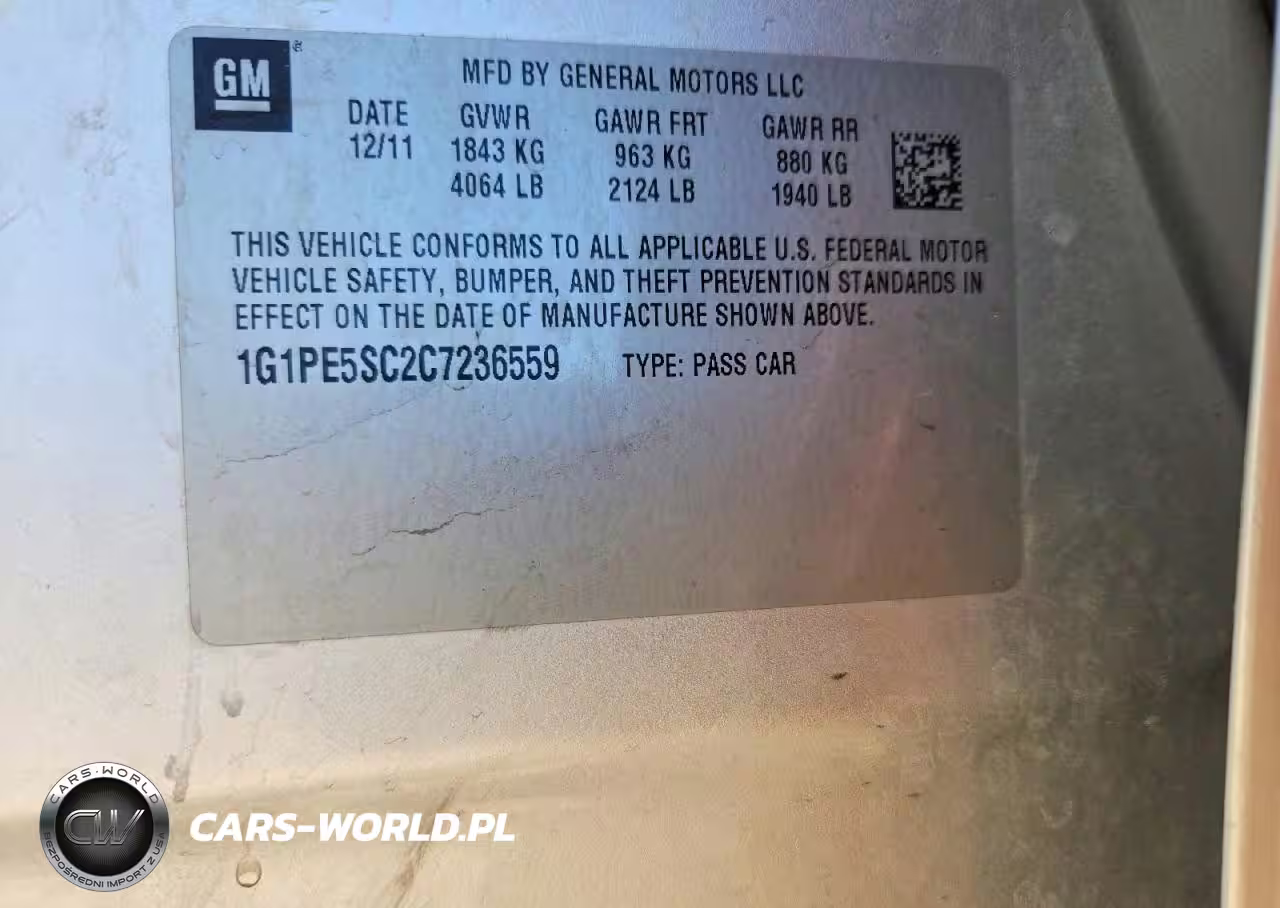 GM
MFD BY GENERAL MOTORS LLC
DATE GVWR GAWR FRT GAWR RR
12/11 1843 KG 963 KG 880 KG
4064 LB 2124 LB 1940 LB
THIS VEHICLE CONFORMS TO ALL APPLICABLE U.S. FEDERAL MOTOR
VEHICLE SAFETY, BUMPER, AND THEFT PREVENTION STANDARDS IN
EFFECT ON THE DATE OF MANUFACTURE SHOWN ABOVE.
1G1PE5SC2C7236559 TYPE: PASS CAR
CARS-WORLD
CW
BEZPOŚREDNI IMPORT Z USA
CARS-WORLD.PL